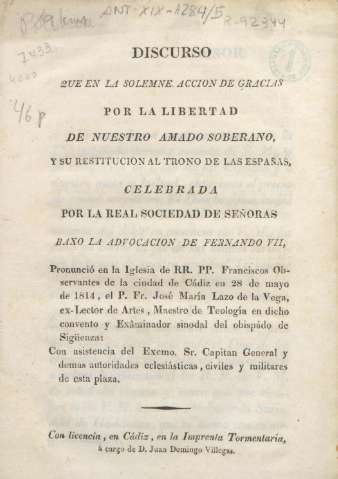 ANT-XIX-A284/5
R-92344
7x33
4000
46 p
DISCURSO
QUE EN LA SOLEMNE ACCION DE GRACIAS
POR LA LIBERTAD
DE NUESTRO AMADO SOBERANO,
Y SU RESTITUCION AL TRONO DE LAS ESPAÑAS,
CELEBRADA
POR LA REAL SOCIEDAD DE SEÑORAS
BAXO LA ADVOCACION DE FERNANDO VII,
Pronunció en la Iglesia de RR. PP. Franciscos Ob-
servantes de la ciudad de Cádiz en 28 de mayo
de 1814, el P. Fr. José María Lazo de la Vega,
ex-Lector de Artes, Maestro de Teología en dicho
convento y Exâminador sinodal del obispádo de
Sigüenza:
Con asistencia del Excmo. Sr. Capitan General y
demas autoridades eclesiásticas, civiles y militares
de esta plaza.
Con licencia, en Cádiz, en la Imprenta Tormentaria,
á cargo de D. Juan Domingo Villegas.